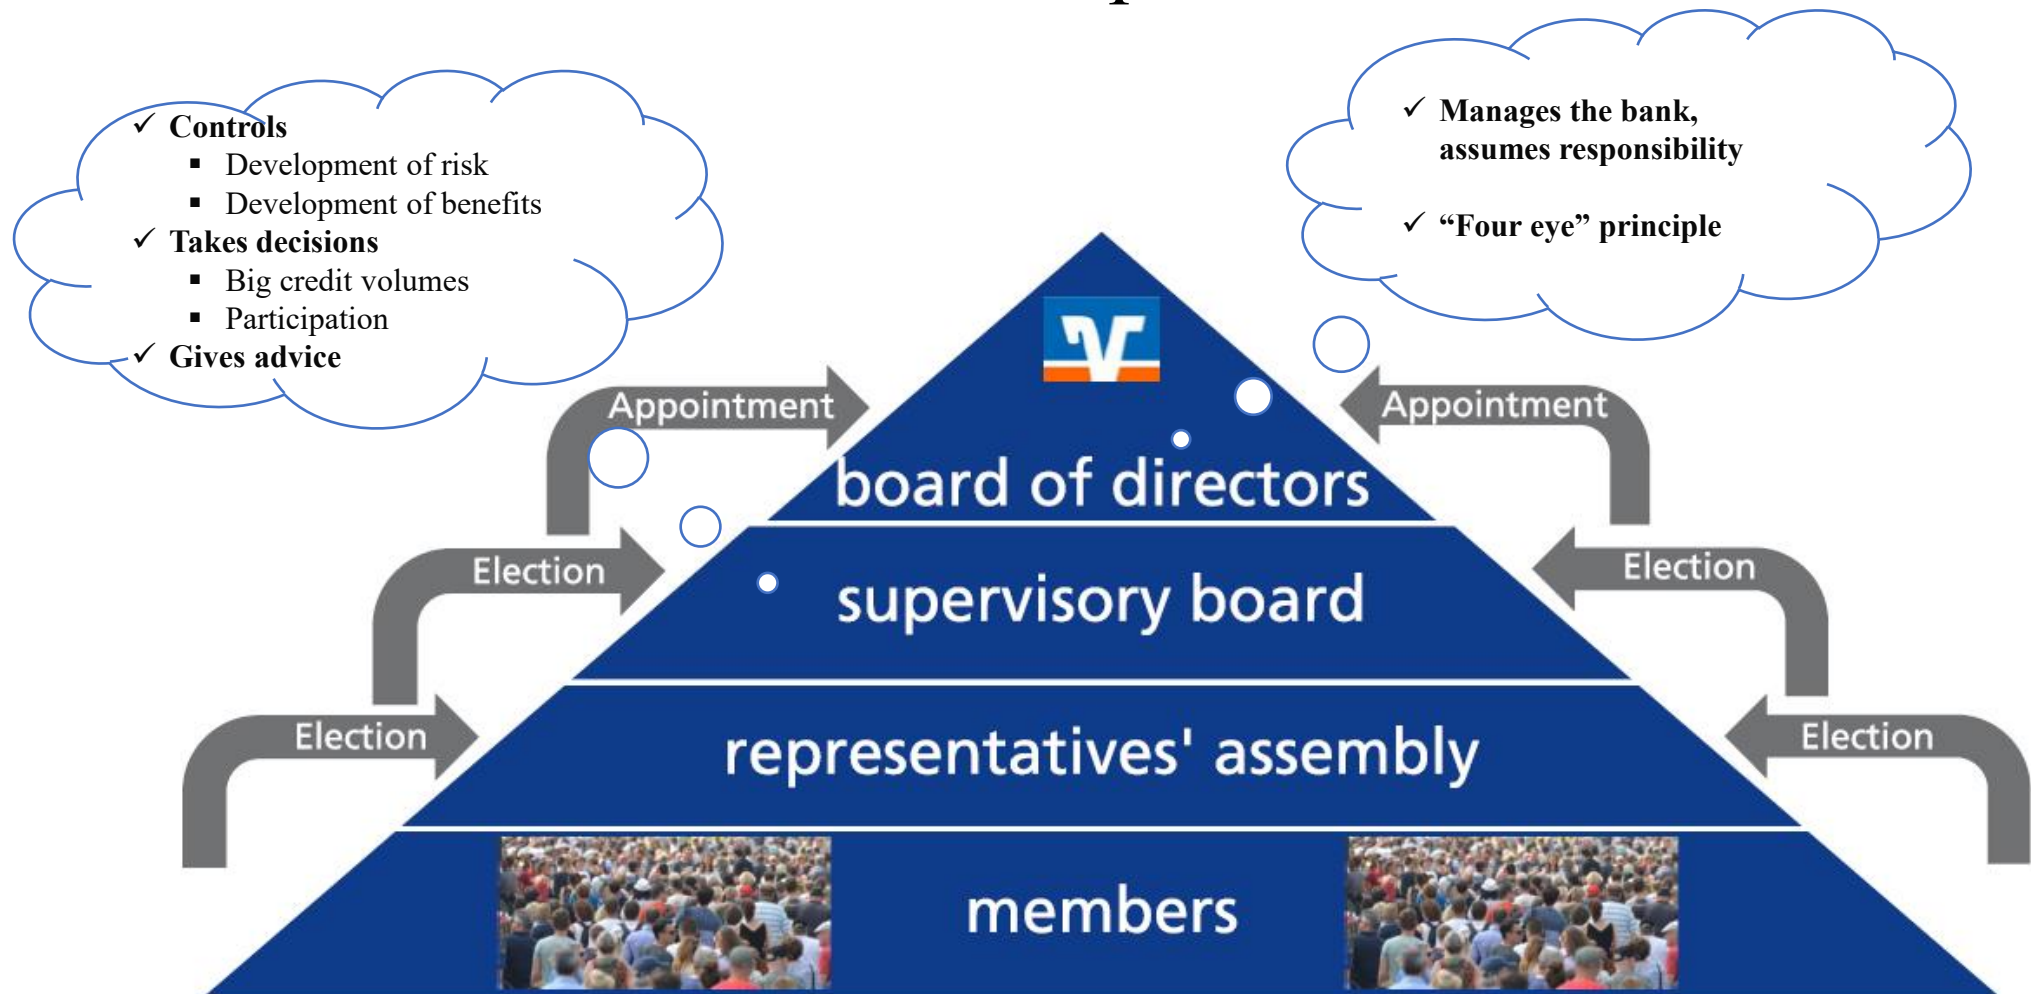 Controls
Development of risk
Development of benefits
Takes decisions
Big credit volumes
Participation
Gives advice
Manages the bank,
assumes responsibility
“Four eye” principle
Appointment
Appointment
board of directors
Election
Election
supervisory board
Election
Election
representatives' assembly
members